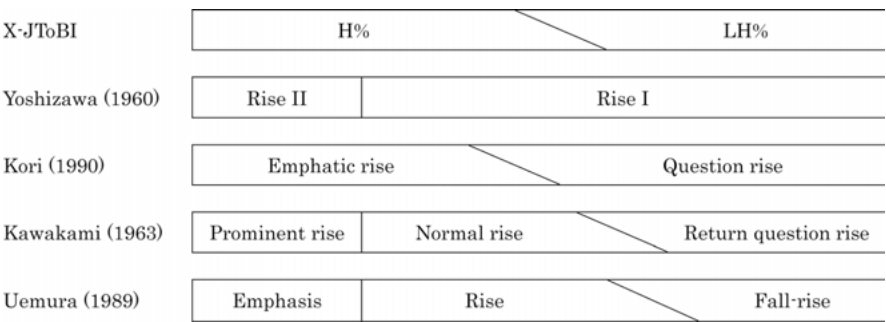 X-JToBI H% LH%
Yoshizawa (1960) Rise II Rise I
Kori (1990) Emphatic rise Question rise
Kawakami (1963) Prominent rise Normal rise Return question rise
Uemura (1989) Emphasis Rise Fall-rise